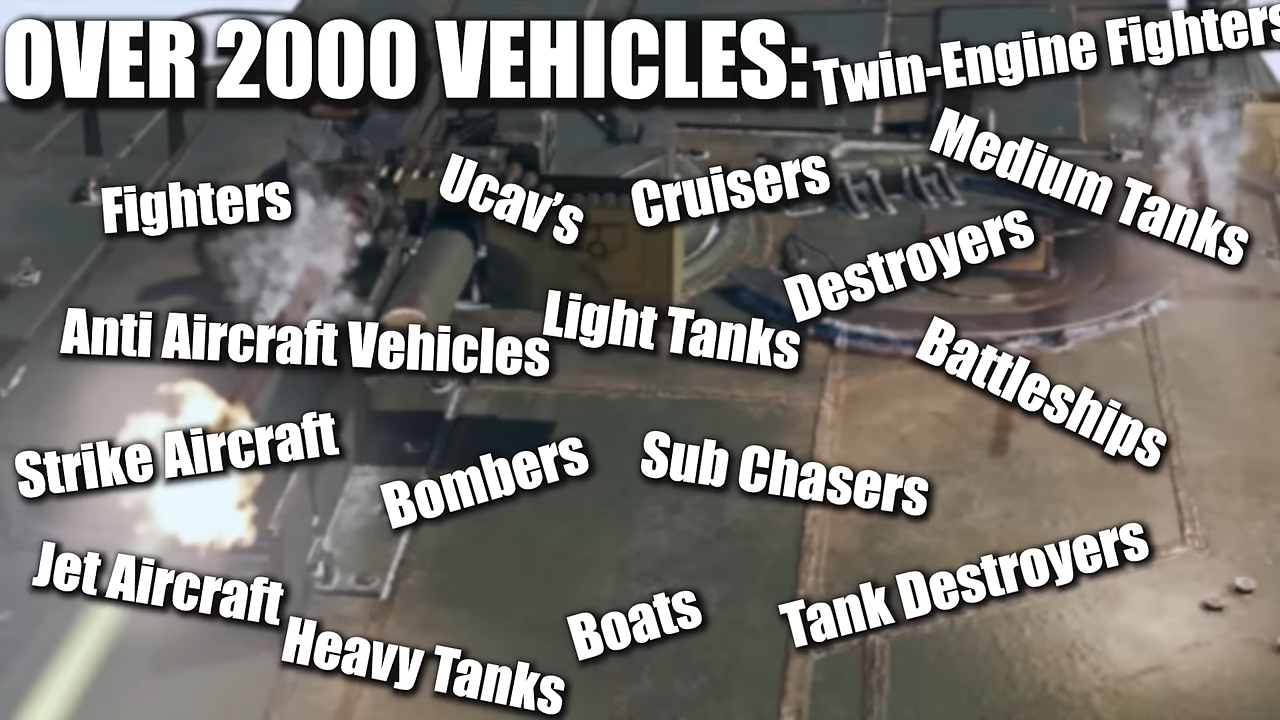 OVER 2000 VEHICLES:
Twin-Engine Fighters
Medium Tanks
Fighters
Ucav's
Cruisers
Destroyers
Anti Aircraft Vehicles
Light Tanks
Battleships
Strike Aircraft
Bombers
Sub Chasers
Jet Aircraft
Heavy Tanks
Boats
Tank Destroyers